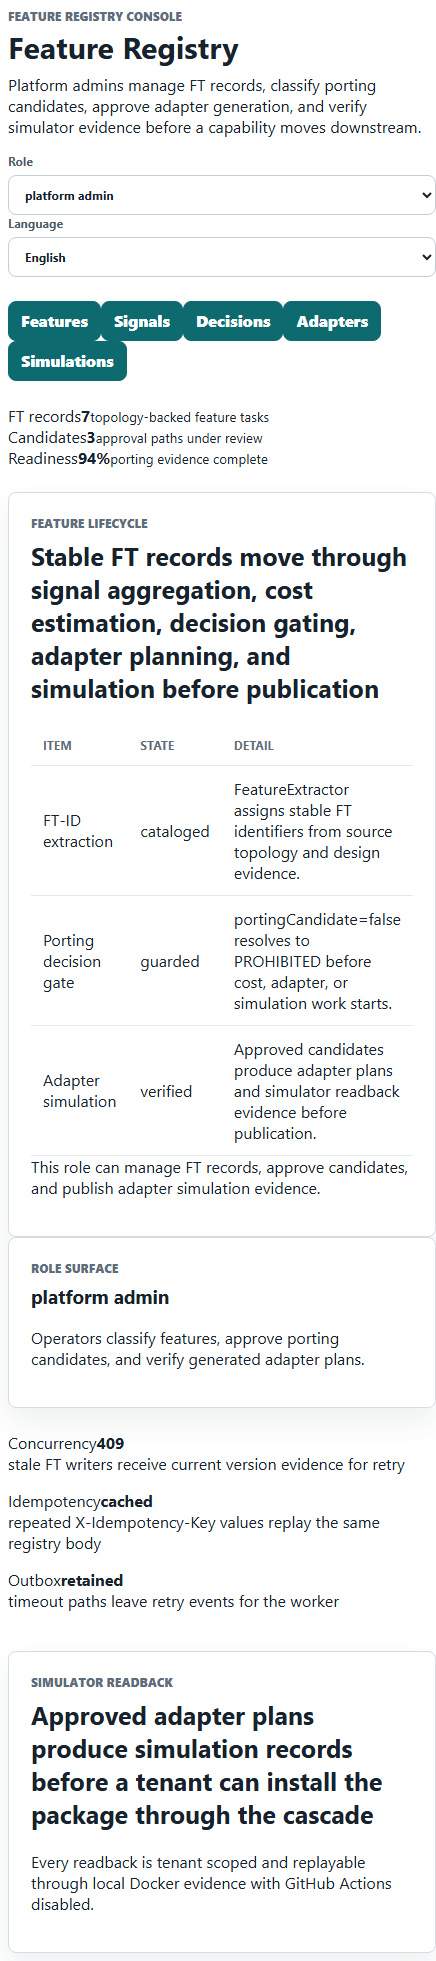 FEATURE REGISTRY CONSOLE
Feature Registry
Platform admins manage FT records, classify porting
candidates, approve adapter generation, and verify
simulator evidence before a capability moves downstream.
Role
platform admin
Language
English
Features Signals Decisions Adapters
Simulations
FT records7topology-backed feature tasks
Candidates3approval paths under review
Readiness94%porting evidence complete
FEATURE LIFECYCLE
Stable FT records move through
signal aggregation, cost
estimation, decision gating,
adapter planning, and
simulation before publication
ITEM STATE DETAIL
FT-ID
extraction
cataloged
FeatureExtractor
assigns stable FT
identifiers from source
topology and design
evidence.
Porting
decision
gate
guarded
portingCandidate=false
resolves to
PROHIBITED before
cost, adapter, or
simulation work starts.
Adapter
simulation
verified
Approved candidates
produce adapter plans
and simulator readback
evidence before
publication.
This role can manage FT records, approve candidates,
and publish adapter simulation evidence.
ROLE SURFACE
platform admin
Operators classify features, approve porting
candidates, and verify generated adapter plans.
Concurrency409
stale FT writers receive current version evidence for retry
Idempotencycached
repeated X-Idempotency-Key values replay the same
registry body
Outboxretained
timeout paths leave retry events for the worker
SIMULATOR READBACK
Approved adapter plans
produce simulation records
before a tenant can install the
package through the cascade
Every readback is tenant scoped and replayable
through local Docker evidence with GitHub Actions
disabled.